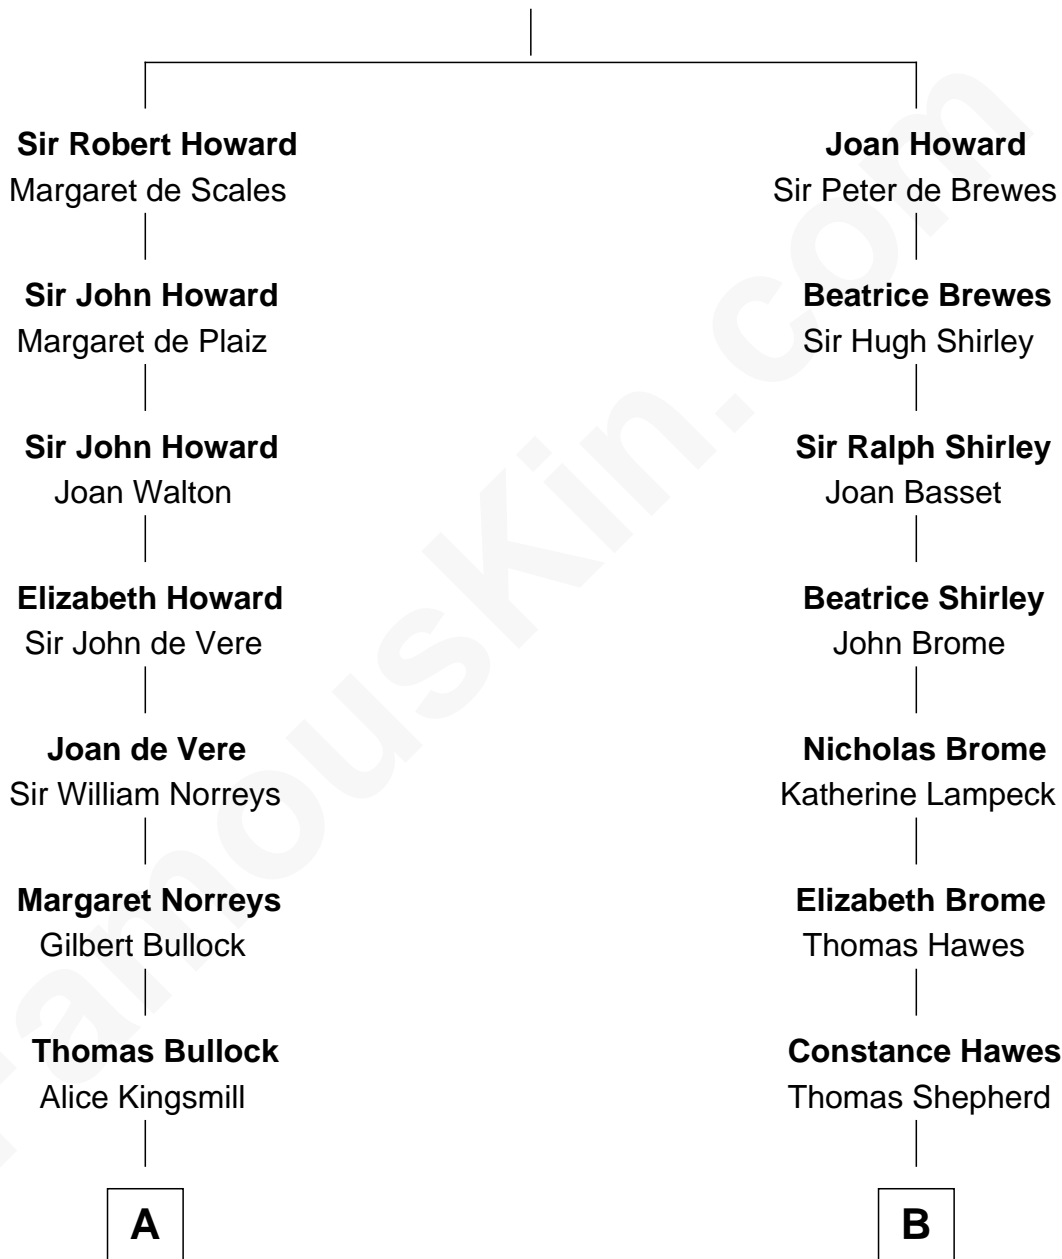 Sir Robert Howard
Margaret de Scales
Sir John Howard
Margaret de Plaiz
Sir John Howard
Joan Walton
Elizabeth Howard
Sir John de Vere
Joan de Vere
Sir William Norreys
Margaret Norreys
Gilbert Bullock
Thomas Bullock
Alice Kingsmill
A
Joan Howard
Sir Peter de Brewes
Beatrice Brewes
Sir Hugh Shirley
Sir Ralph Shirley
Joan Basset
Beatrice Shirley
John Brome
Nicholas Brome
Katherine Lampeck
Elizabeth Brome
Thomas Hawes
Constance Hawes
Thomas Shepherd
B
FamousKin.com